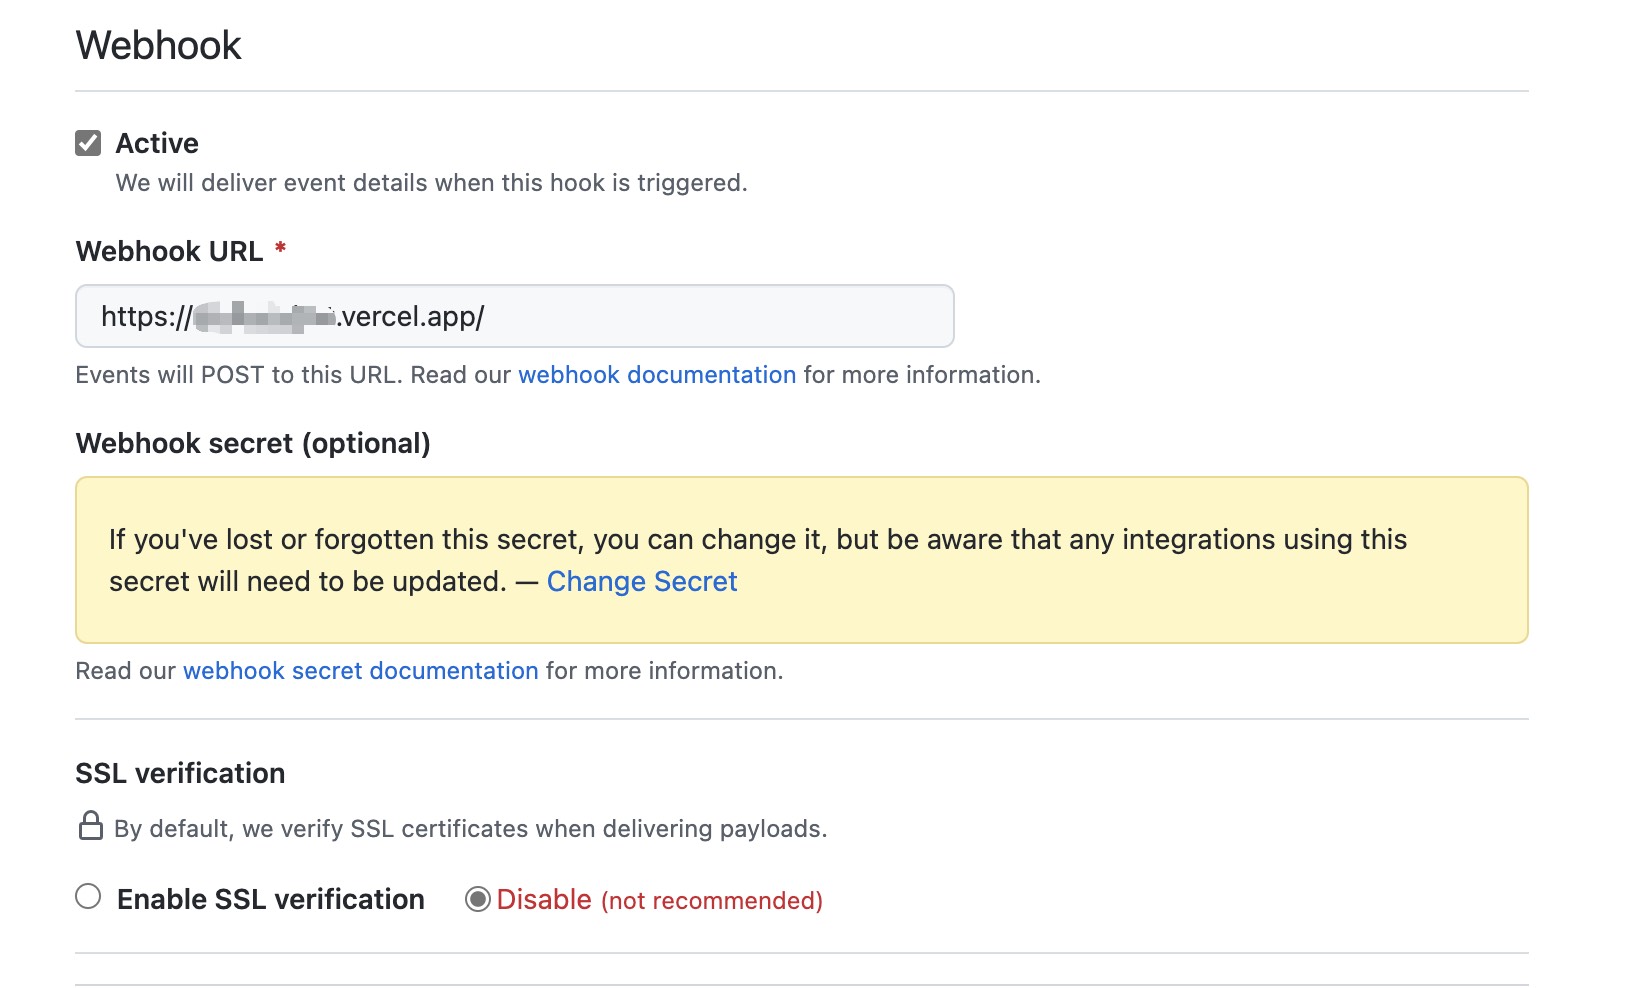 Webhook
Active
We will deliver event details when this hook is triggered.
Webhook URL *
https://.vercel.app/
Events will POST to this URL. Read our webhook documentation for more information.
Webhook secret (optional)
If you've lost or forgotten this secret, you can change it, but be aware that any integrations using this
secret will need to be updated. — Change Secret
Read our webhook secret documentation for more information.
SSL verification
By default, we verify SSL certificates when delivering payloads.
Enable SSL verification Disable (not recommended)